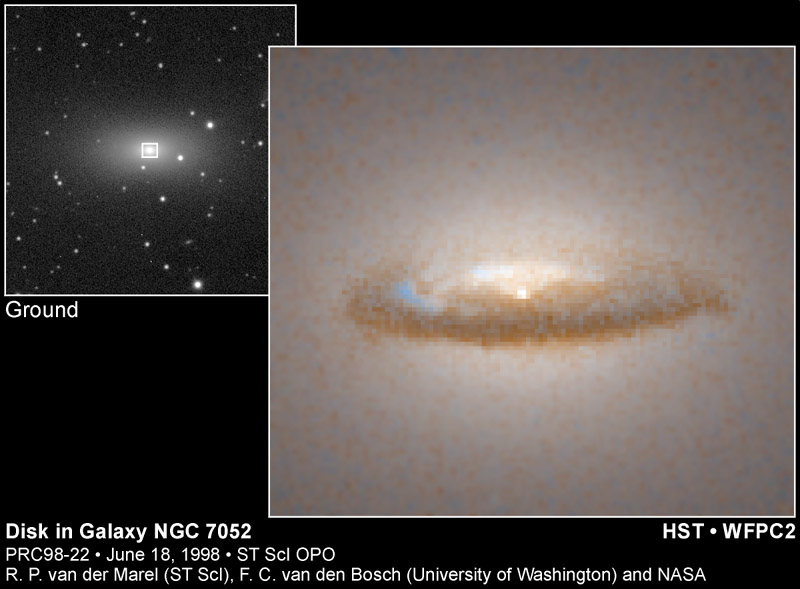 Ground
Disk in Galaxy NGC 7052
HST • WFPC2
PRC98-22 • June 18, 1998 • ST ScI OPO
R. P. van der Marel (ST ScI), F. C. van den Bosch (University of Washington) and NASA